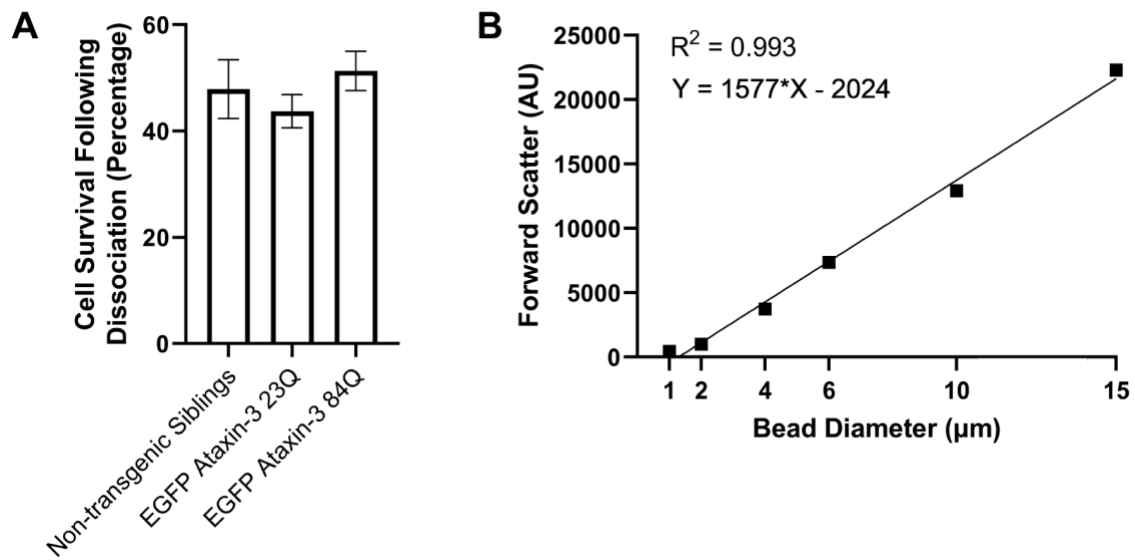 A
Cell Survival Following
Dissociation (Percentage)
60
40
20
0
Non-transgenic Siblings
EGFP Ataxin-3 23Q
EGFP Ataxin-3 84Q
B
R² = 0.993
Y = 1577*X - 2024
Forward Scatter (AU)
25000
20000
15000
10000
5000
0
1 2 4 6 10 15
Bead Diameter (µm)